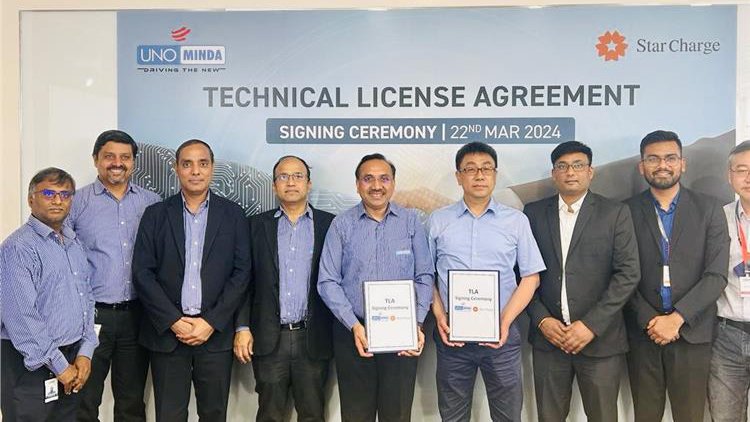 UNO MINDA
DRIVING THE NEW
Star Charge
TECHNICAL LICENSE AGREEMENT
SIGNING CEREMONY | 22ND MAR 2024
TLA
Signing Ceremony
TLA
Signing Ceremony